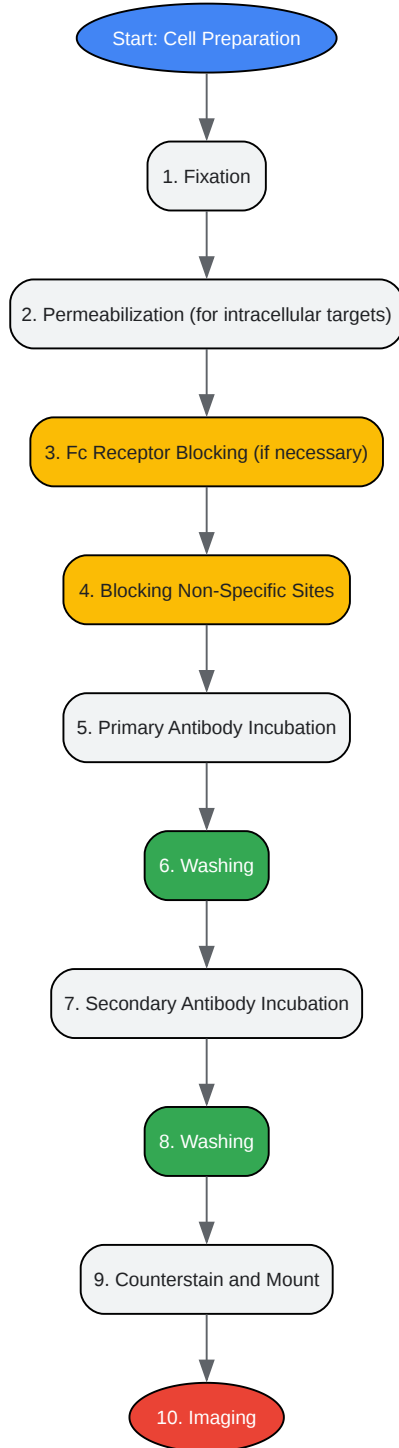 Start: Cell Preparation
1. Fixation
2. Permeabilization (for intracellular targets)
3. Fc Receptor Blocking (if necessary)
4. Blocking Non-Specific Sites
5. Primary Antibody Incubation
6. Washing
7. Secondary Antibody Incubation
8. Washing
9. Counterstain and Mount
10. Imaging